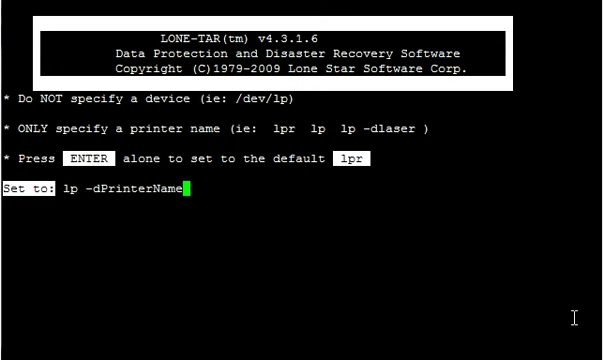 LONE-TAR(tm) v4.3.1.6
Data Protection and Disaster Recovery Software
Copyright (C)1979-2009 Lone Star Software Corp.
* Do NOT specify a device (ie: /dev/lp)
* ONLY specify a printer name (ie: lpr lp lp -dlaser )
* Press ENTER alone to set to the default lpr
Set to: lp -dPrinterName